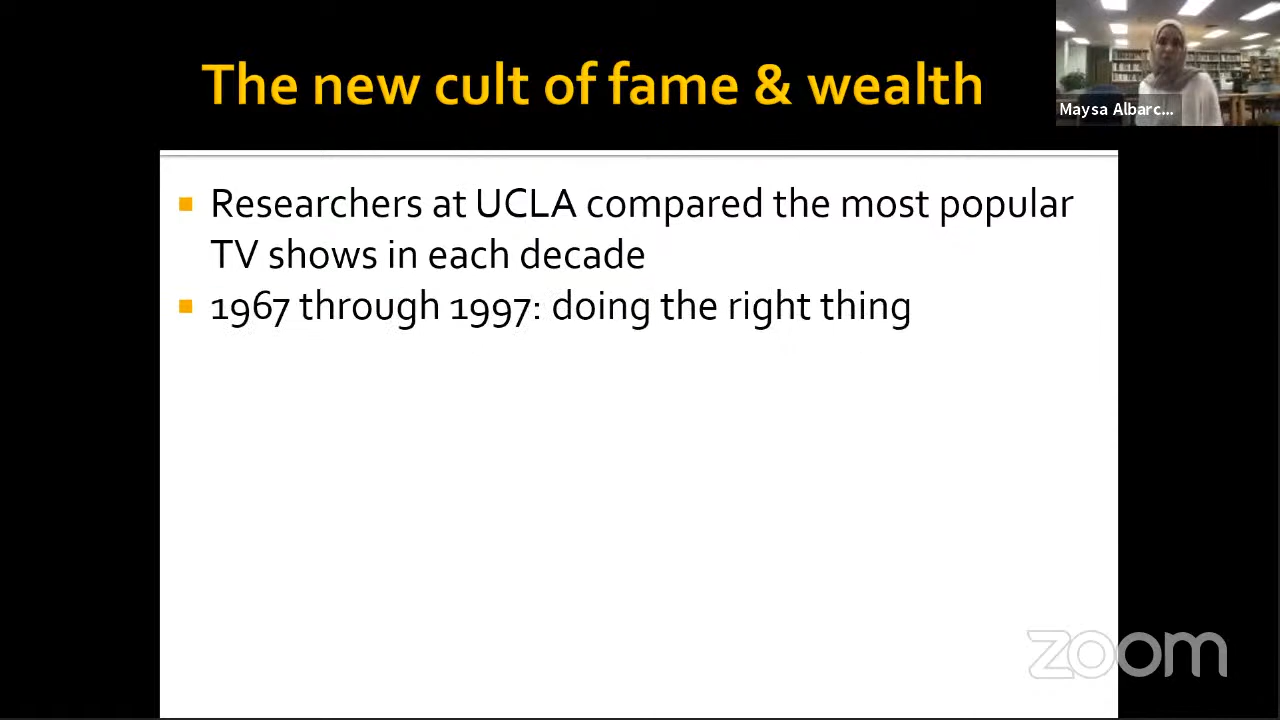 The new cult of fame & wealth
Maysa Albarc...
Researchers at UCLA compared the most popular
TV shows in each decade
1967 through 1997: doing the right thing
zoom